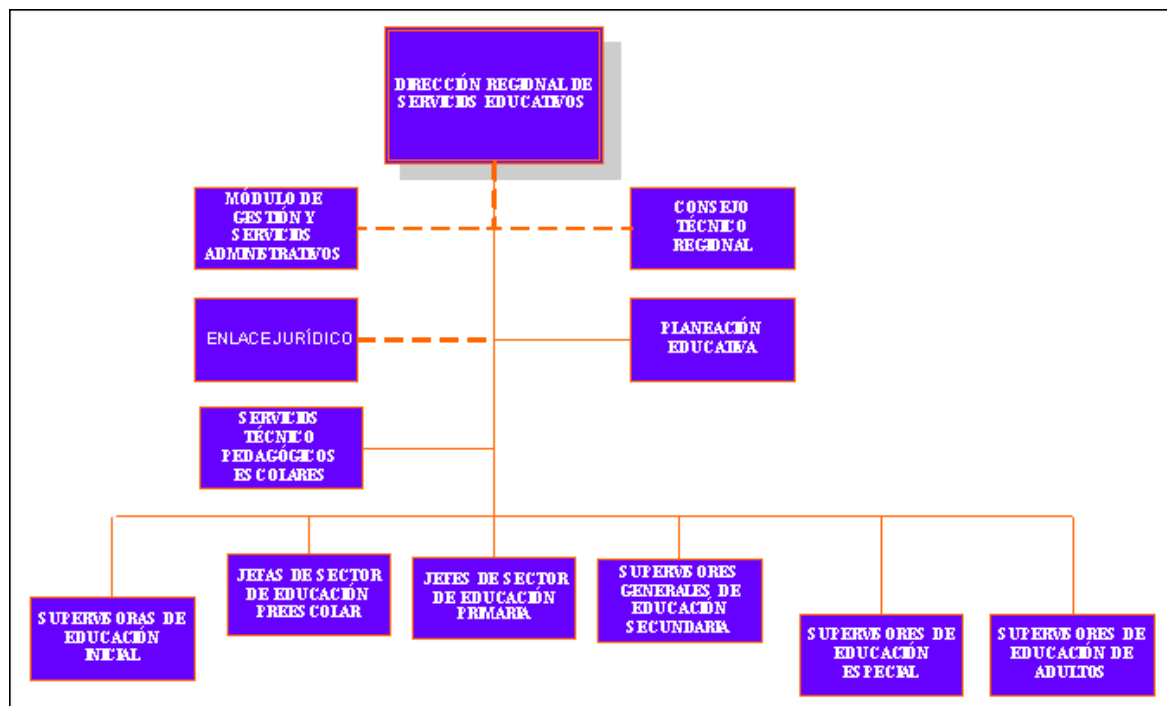 DIRECCIÓN REGIONAL DE
SERVICIOS EDUCATIVOS
MÓDULO DE
GESTIÓN Y
SERVICIOS
ADMINISTRATIVOS
CONSEJO
TÉCNICO
REGIONAL
ENLACE JURÍDICO
PLANEACIÓN
EDUCATIVA
SERVICIOS
TÉCNICO
PEDAGÓGICOS
ESCOLARES
SUPERVISORAS DE
EDUCACIÓN
INICIAL
JEFAS DE SECTOR
DE EDUCACIÓN
PREESCOLAR
JEFES DE SECTOR
DE EDUCACIÓN
PRIMARIA
SUPERVISORES
GENERALES DE
EDUCACIÓN
SECUNDARIA
SUPERVISORES DE
EDUCACIÓN
ESPECIAL
SUPERVISORES DE
EDUCACIÓN DE
ADULTOS